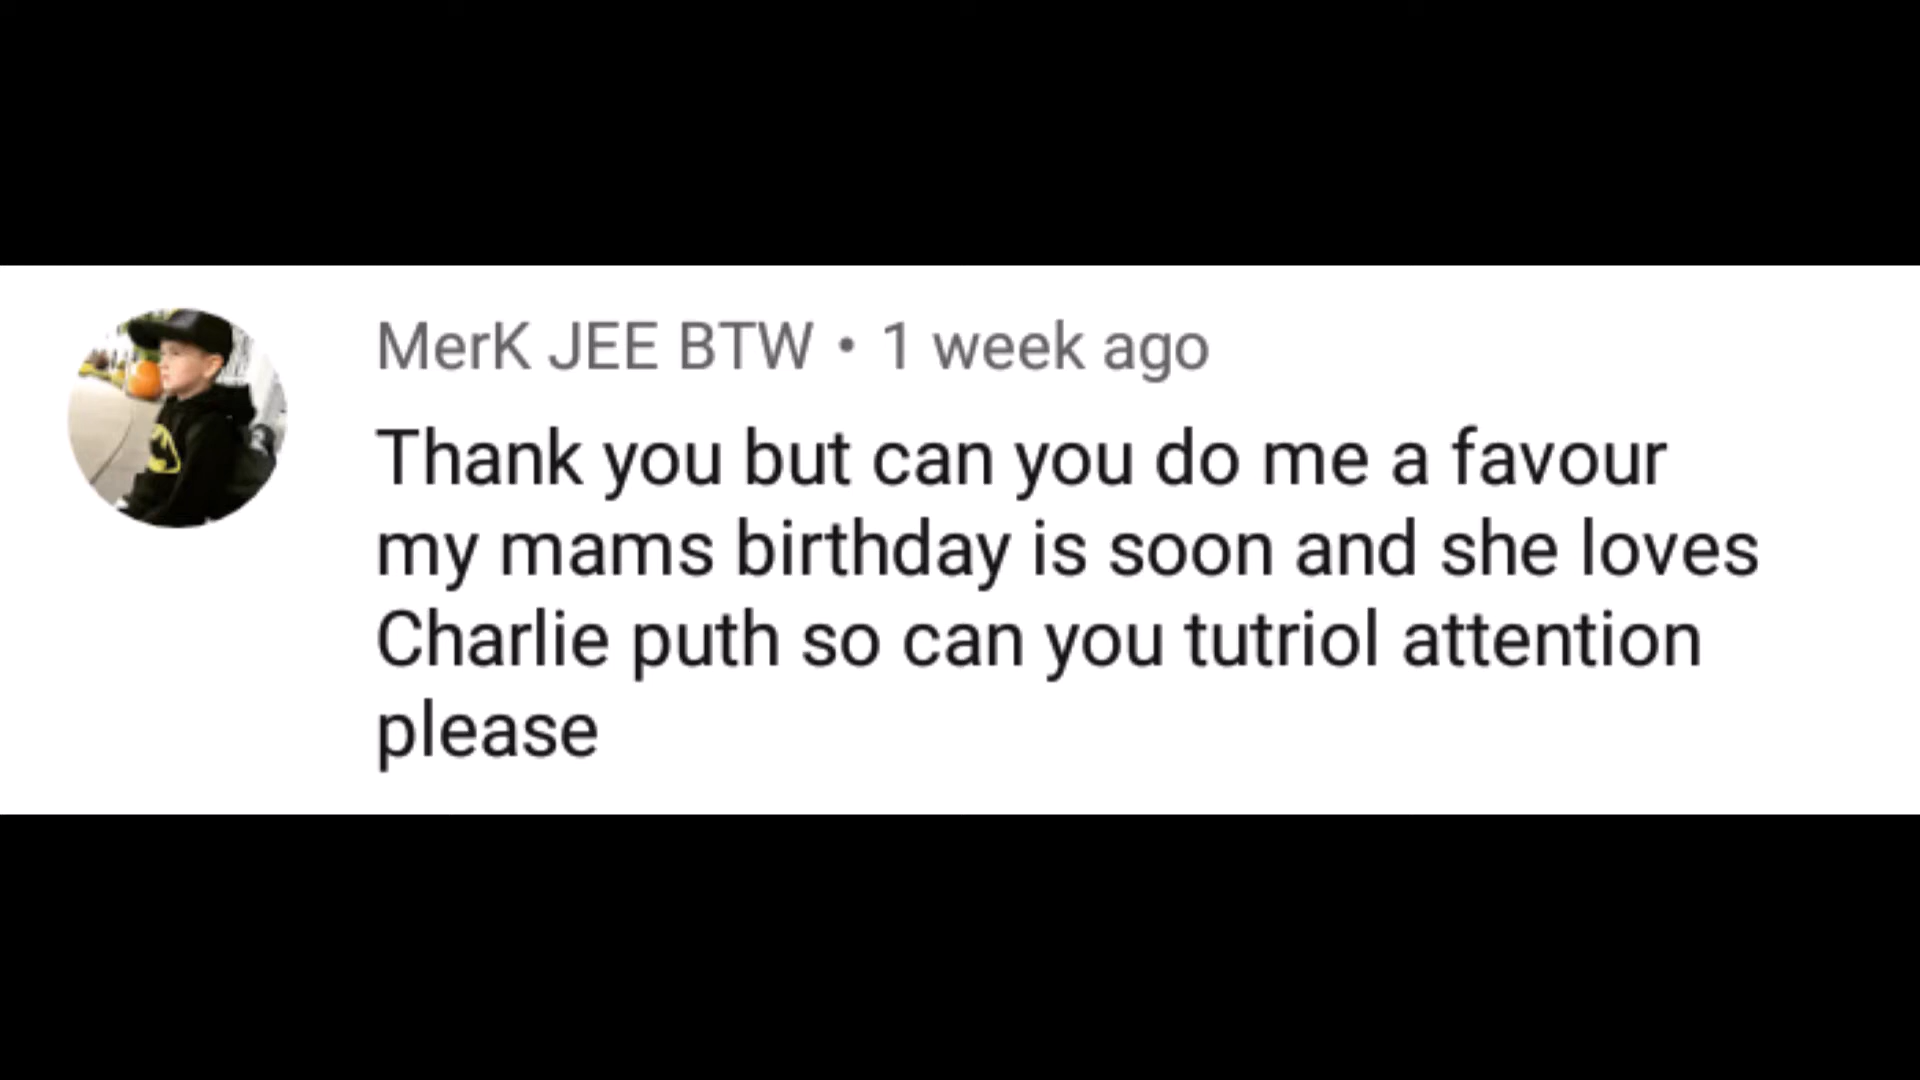 MerK JEE BTW • 1 week ago
Thank you but can you do me a favour
my mams birthday is soon and she loves
Charlie puth so can you tutriol attention
please